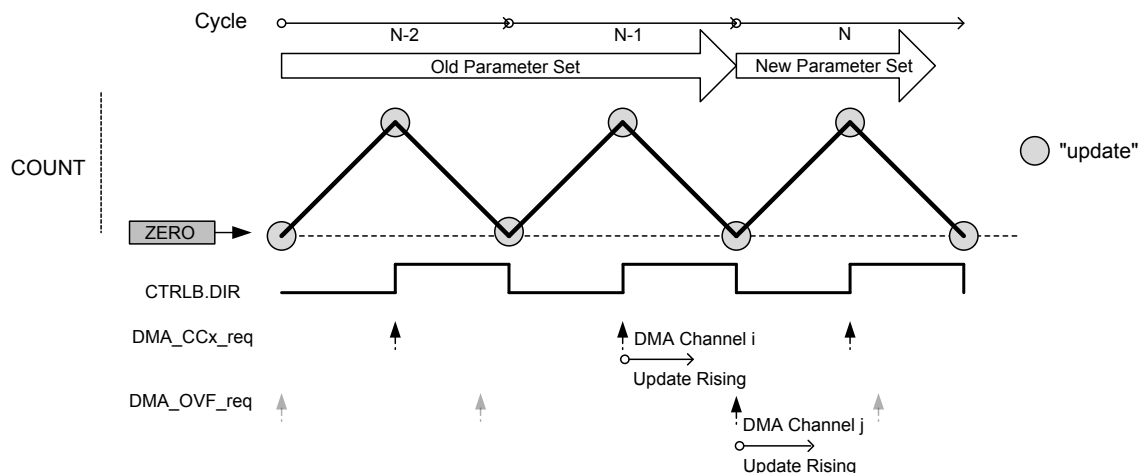 Cycle
N-2
N-1
N
Old Parameter Set
New Parameter Set
COUNT
"update"
ZERO
CTRLB.DIR
DMA_CCx_req
DMA Channel i
Update Rising
DMA_OVF_req
DMA Channel j
Update Rising